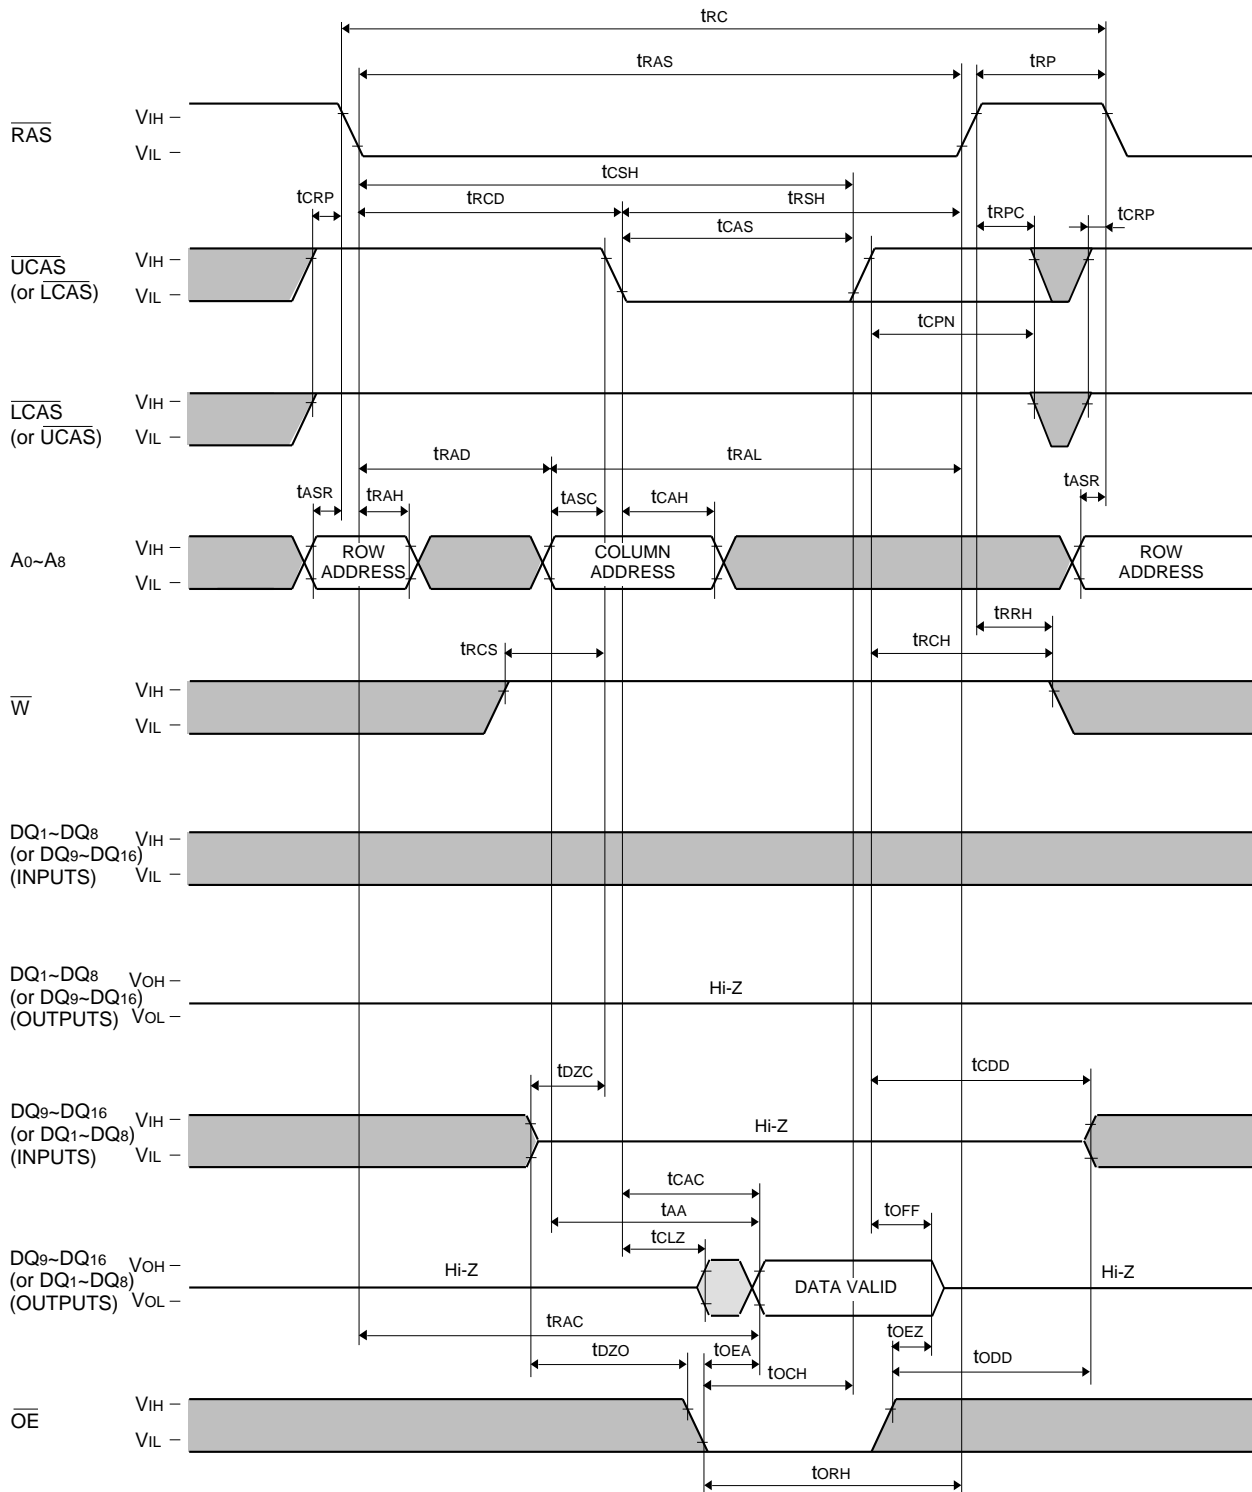 tRC
tRAS
tRP
RAS
VIH
VIL
tCSH
tCRP
tRCD
tRSH
tRPC
tCRP
tCAS
UCAS
(or LCAS)
VIH
VIL
tCPN
LCAS
(or UCAS)
VIH
VIL
tRAD
tRAL
tASR
tRAH
tASC
tCAH
tASR
A0~A8
VIH
VIL
ROW
ADDRESS
COLUMN
ADDRESS
ROW
ADDRESS
tRRH
tRCS
tRCH
W
VIH
VIL
DQ1~DQ8
(or DQ9~DQ16)
(INPUTS)
VIH
VIL
DQ1~DQ8
(or DQ9~DQ16)
(OUTPUTS)
VOH
VOL
Hi-Z
tDZC
tCDD
DQ9~DQ16
(or DQ1~DQ8)
(INPUTS)
VIH
VIL
Hi-Z
tCAC
tAA
tOFF
tCLZ
DQ9~DQ16
(or DQ1~DQ8)
(OUTPUTS)
VOH
VOL
Hi-Z
DATA VALID
Hi-Z
tRAC
tOEZ
tDZO
tOEA
tODD
tOCH
OE
VIH
VIL
tORH